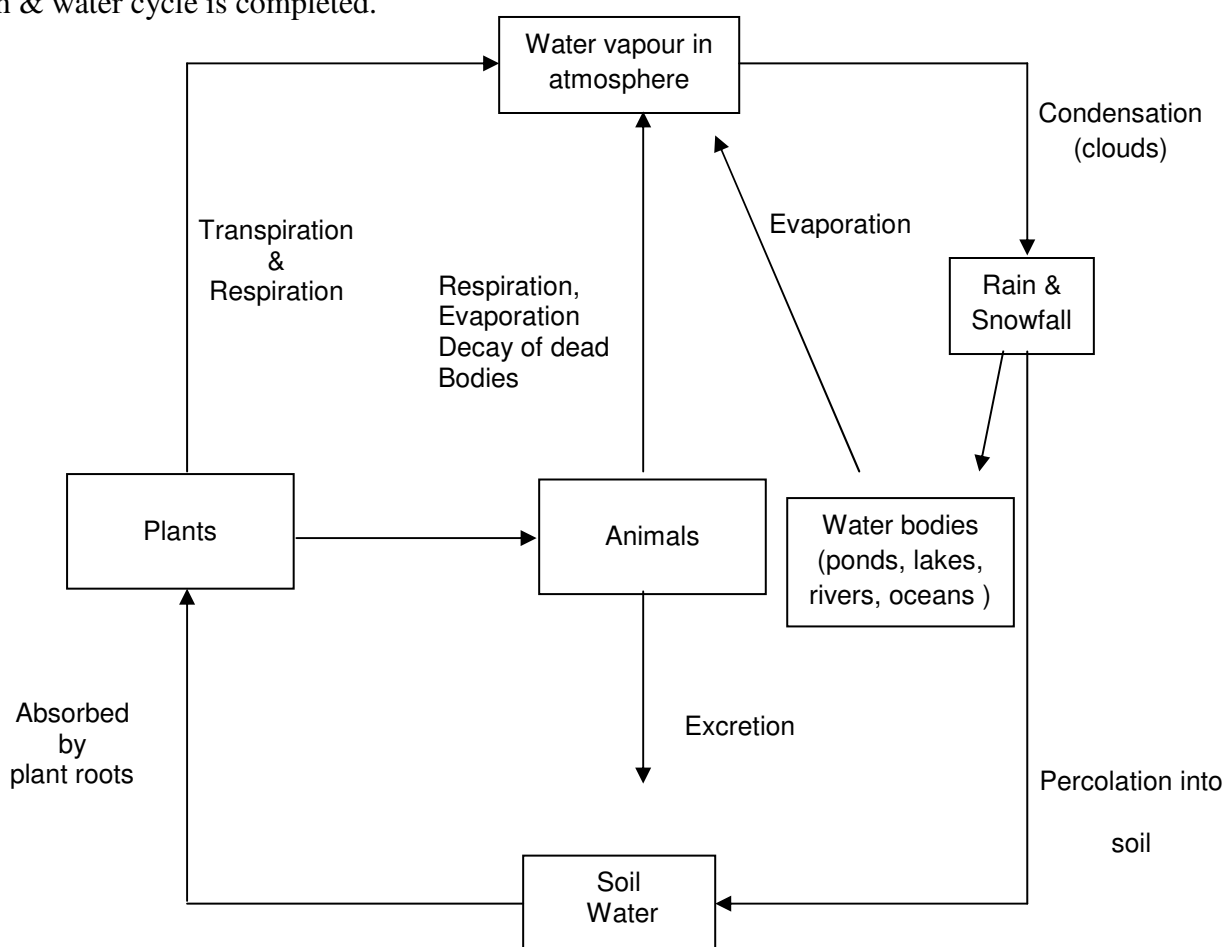 n & water cycle is completed.
Water vapour in
atmosphere
Condensation
(clouds)
Transpiration
&
Respiration
Evaporation
Respiration,
Evaporation
Decay of dead
Bodies
Rain &
Snowfall
Plants
Animals
Water bodies
(ponds, lakes,
rivers, oceans )
Absorbed
by
plant roots
Excretion
Percolation into
soil
Soil
Water